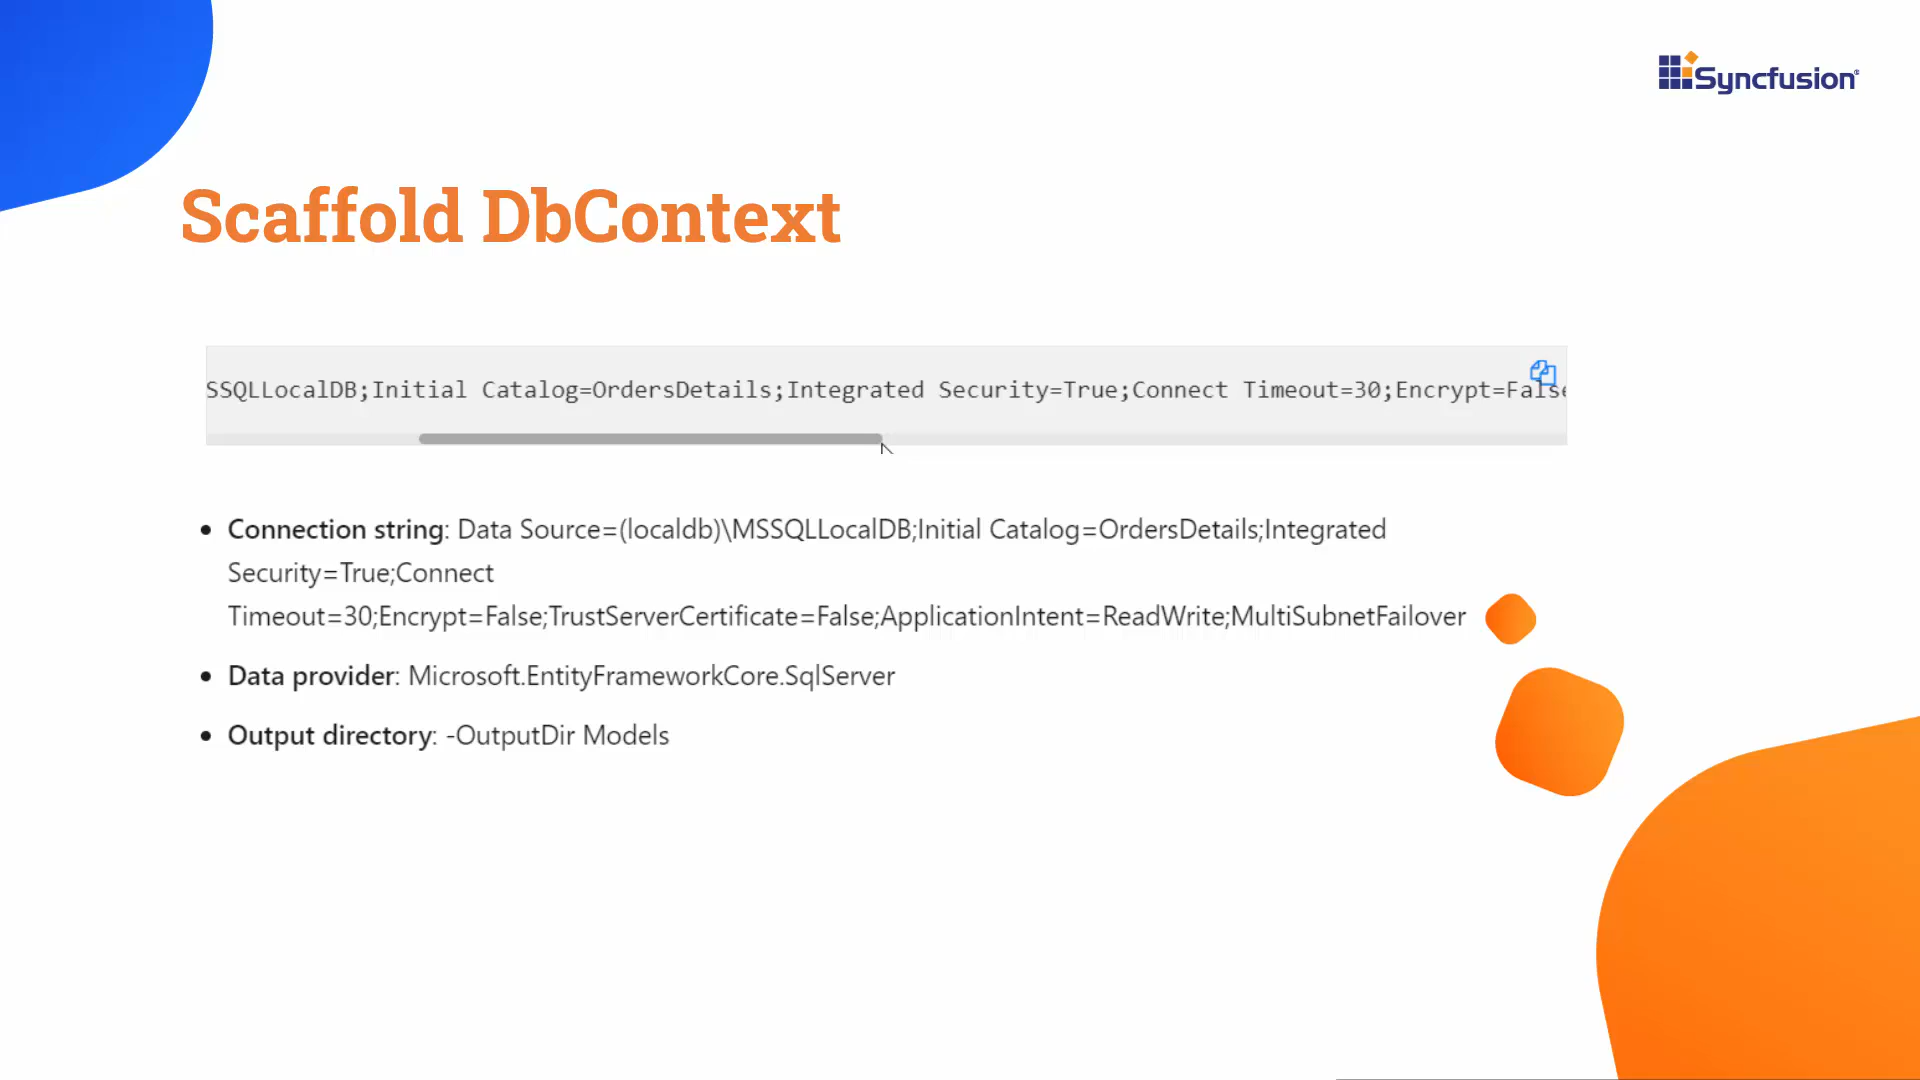 Syncfusion®
Scaffold DbContext
SSQLLocalDB;Initial Catalog=OrdersDetails;Integrated Security=True;Connect Timeout=30;Encrypt=False
• Connection string: Data Source=(localdb)\MSSQLLocalDB;Initial Catalog=OrdersDetails;Integrated
Security=True;Connect
Timeout=30;Encrypt=False;TrustServerCertificate=False;ApplicationIntent=ReadWrite;MultiSubnetFailover
• Data provider: Microsoft.EntityFrameworkCore.SqlServer
• Output directory: -OutputDir Models